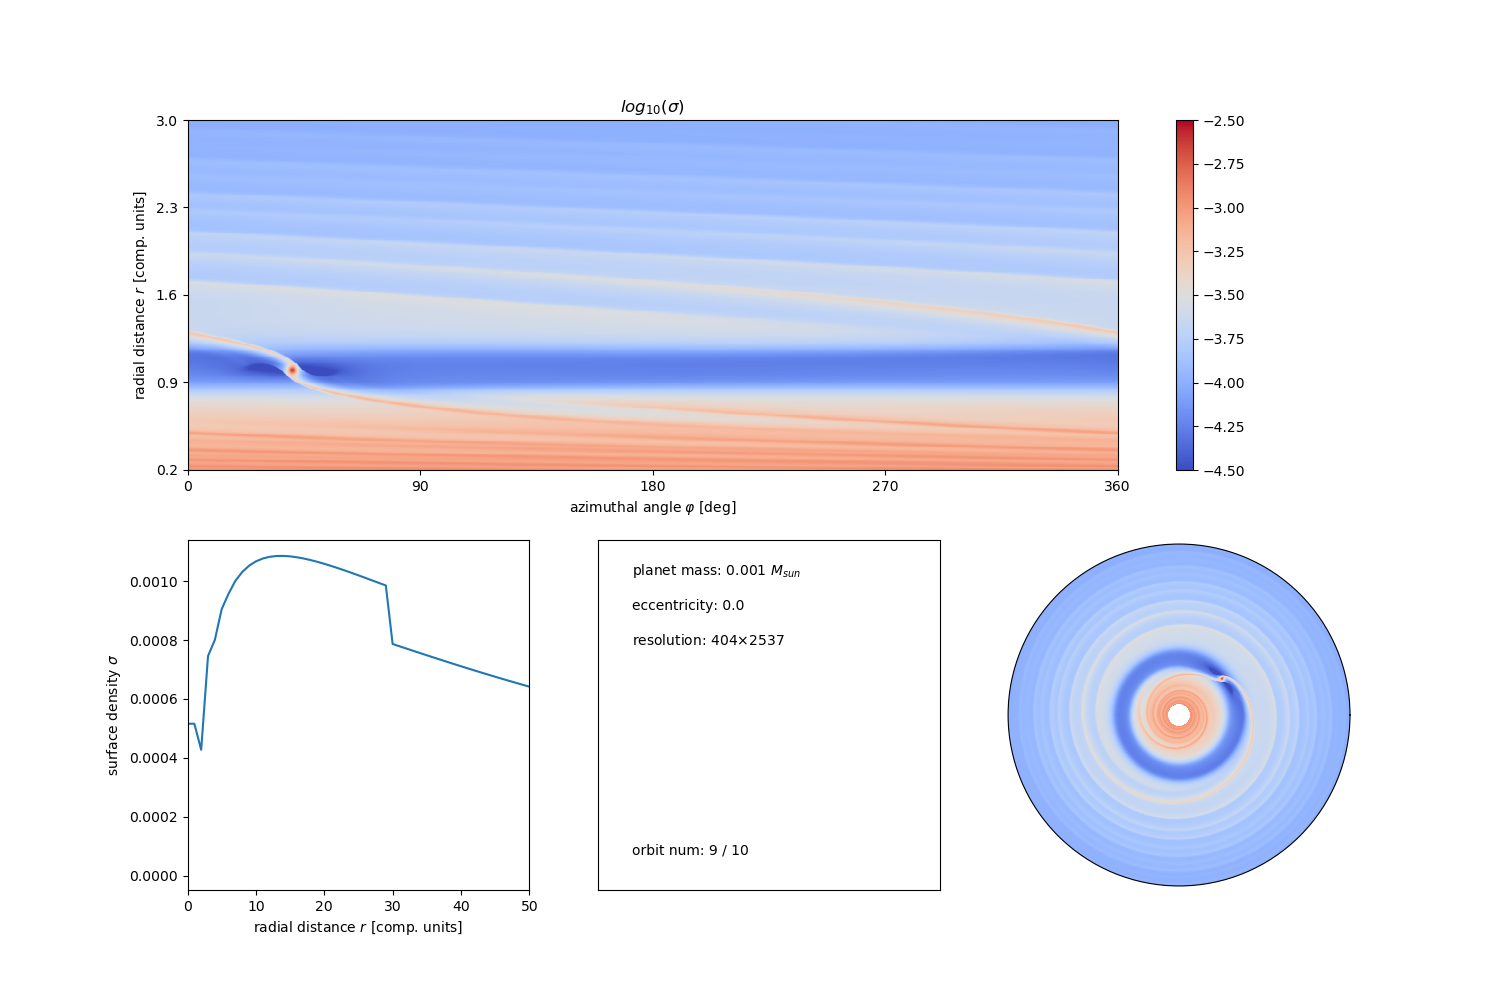 log₁₀(σ)
3.0
2.3
1.6
0.9
0.2
radial distance r [comp. units]
0 90 180 270 360
azimuthal angle φ [deg]
−2.50
−2.75
−3.00
−3.25
−3.50
−3.75
−4.00
−4.25
−4.50
0.0010
0.0008
0.0006
0.0004
0.0002
0.0000
surface density σ
0 10 20 30 40 50
radial distance r [comp. units]
planet mass: 0.001 Mₛᵤₙ
eccentricity: 0.0
resolution: 404×2537
orbit num: 9 / 10